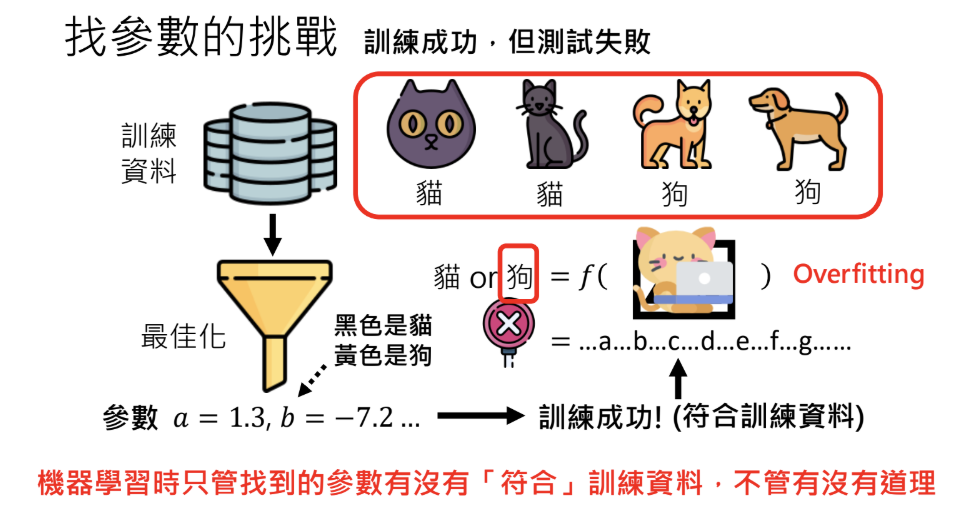 找參數的挑戰 訓練成功，但測試失敗
訓練
資料
貓 貓 狗 狗
貓 or 狗 = f( ) Overfitting
= …a…b…c…d…e…f…g……
最佳化
黑色是貓
黃色是狗
參數 a = 1.3, b = −7.2 …
訓練成功! (符合訓練資料)
機器學習時只管找到的參數有沒有「符合」訓練資料，不管有沒有道理